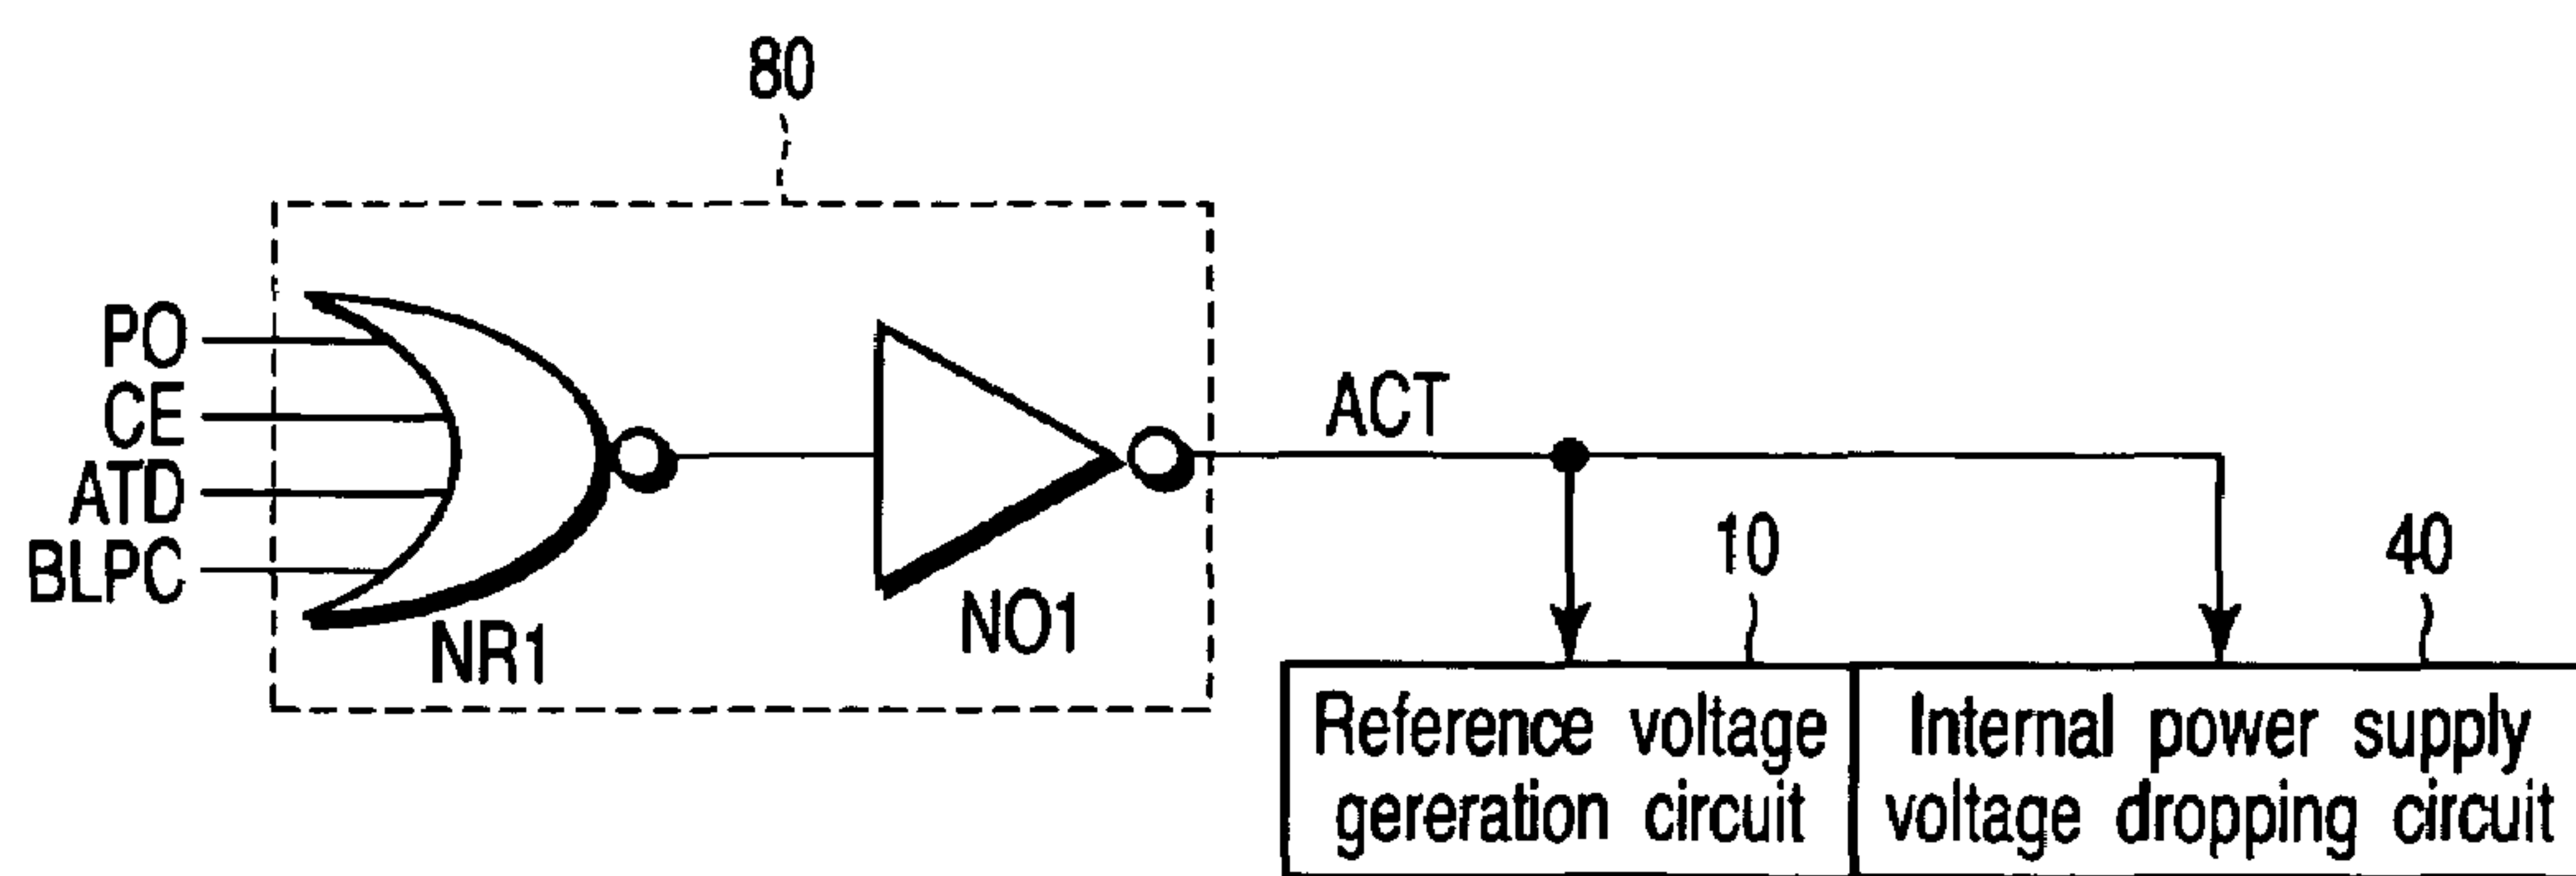 80
PO
CE
ATD
BLPC
NR1
NO1
ACT
10
40
Reference voltage
gereration circuit
Internal power supply
voltage dropping circuit